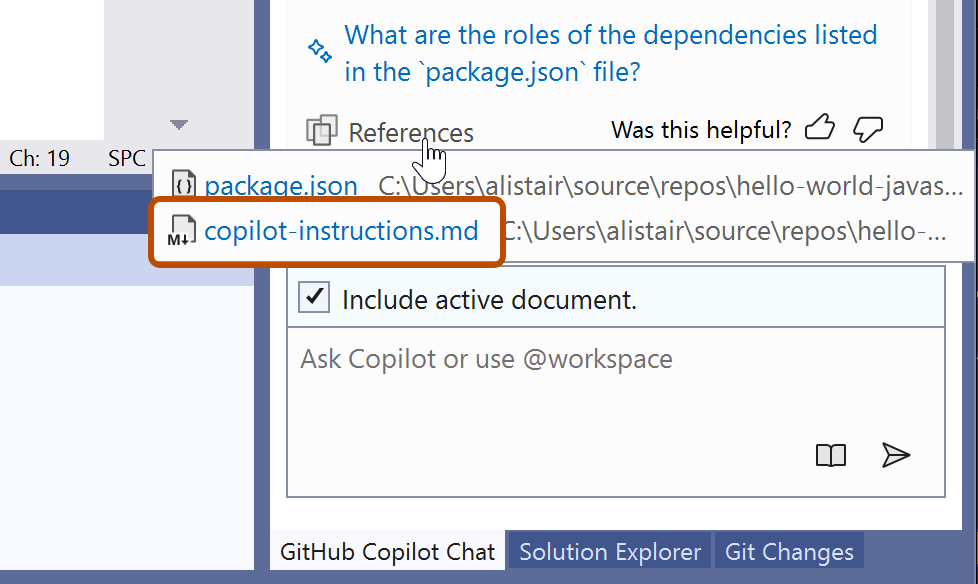 What are the roles of the dependencies listed
in the `package.json` file?
References
Was this helpful?
Ch: 19 SPC
package.json C:\Users\alistair\source\repos\hello-world-javas...
copilot-instructions.md C:\Users\alistair\source\repos\hello-...
Include active document.
Ask Copilot or use @workspace
GitHub Copilot Chat Solution Explorer Git Changes